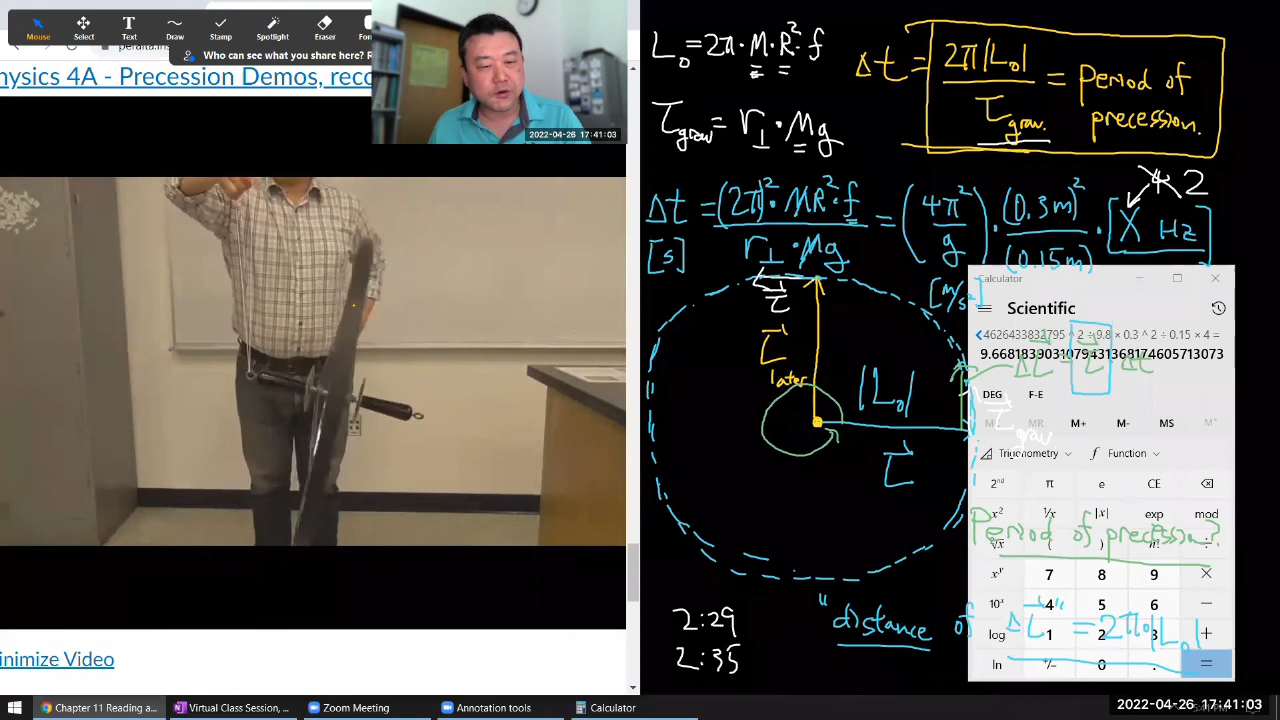 Mouse
Select
Text
Draw
Stamp
Spotlight
Eraser
Who can see what you share here?
hysics 4A - Precession Demos, rec
2022-04-26 17:41:03
inimize Video
L₀ = 2π · M · R² · f
τgrav = r⊥ · Mg
Δt = 2π|L₀| / τgrav. = period of precession.
Δt = (2π)² · MR² · f / r⊥ · Mg = (4π² / g) · (0.3m)² / (0.15m) · [X Hz]
4 2
[s]
[m/s²]
τ
L later
|L₀|
L
ΔL τ Δt
τgrav
Period of precession?
"distance of ΔL" = 2π·|L₀|
2:29
2:35
Calculator
Scientific
4626433832795 ^ 2 ÷ 9.8 × 0.3 ^ 2 ÷ 0.15 × 4 =
9.6681839031079431368174605713073
DEG F-E
MC MR M+ M- MS
Trigonometry Function
2ⁿᵈ π e CE
x² ¹/x |x| exp mod
( ) n! ÷
xʸ 7 8 9 ×
10ˣ 4 5 6 −
log 1 2 3 +
ln +/− 0 . =
Chapter 11 Reading a...
Virtual Class Session, ...
Zoom Meeting
Annotation tools
Calculator
2022-04-26 17:41:03